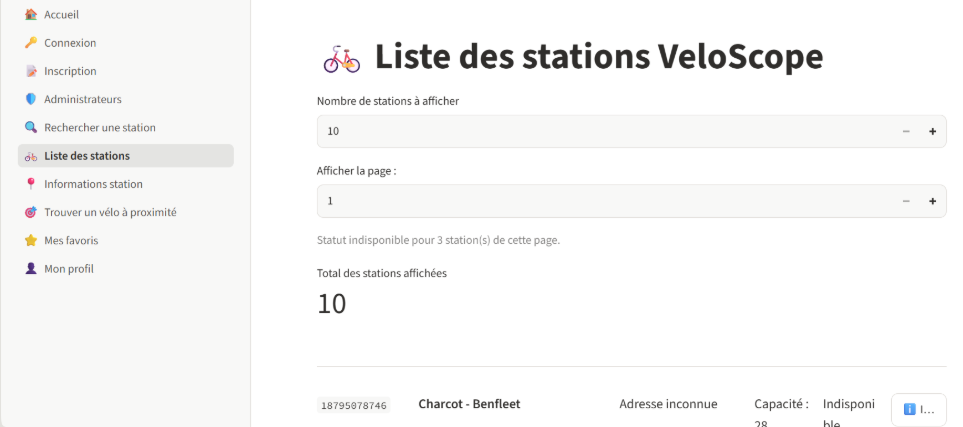 Accueil
Connexion
Inscription
Administrateurs
Rechercher une station
Liste des stations
Informations station
Trouver un vélo à proximité
Mes favoris
Mon profil
Liste des stations VeloScope
Nombre de stations à afficher
10
Afficher la page :
1
Statut indisponible pour 3 station(s) de cette page.
Total des stations affichées
10
18795078746 Charcot - Benfleet Adresse inconnue Capacité : Indisponi I...
28 ble